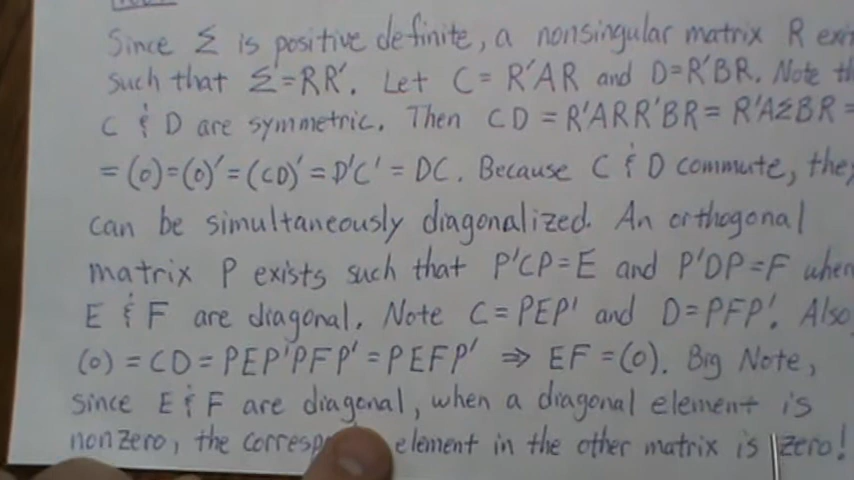 Since Σ is positive definite, a nonsingular matrix R
such that Σ=RR'. Let C=R'AR and D=R'BR. Note
C & D are symmetric. Then CD = R'ARR'BR = R'AΣBR =
= (0)=(0)'=(CD)'=D'C'=DC. Because C & D commute, they
can be simultaneously diagonalized. An orthogonal
matrix P exists such that P'CP=E and P'DP=F
E & F are diagonal. Note C=PEP' and D=PFP'. Also
(0) = CD=PEP'PFP'=PEFP' ⇒ EF=(0). Big Note,
since E & F are diagonal, when a diagonal element is
nonzero, the element in the other matrix is zero!